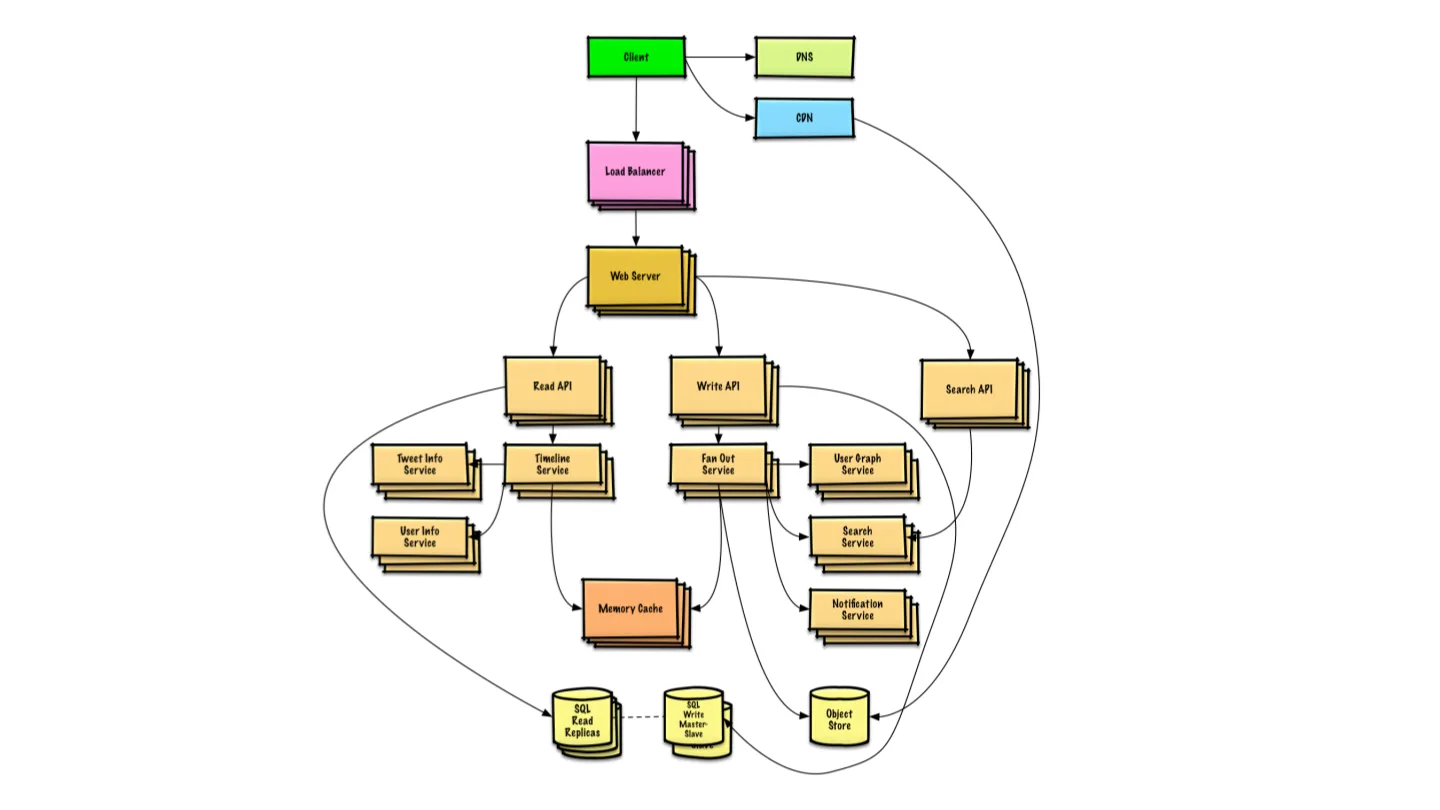 Client
DNS
CDN
Load Balancer
Web Server
Read API
Write API
Search API
Tweet Info
Service
Timeline
Service
Fan Out
Service
User Graph
Service
User Info
Service
Search
Service
Memory Cache
Notification
Service
SQL
Read
Replicas
SQL
Write
Master-
Slave
Slave
Object
Store